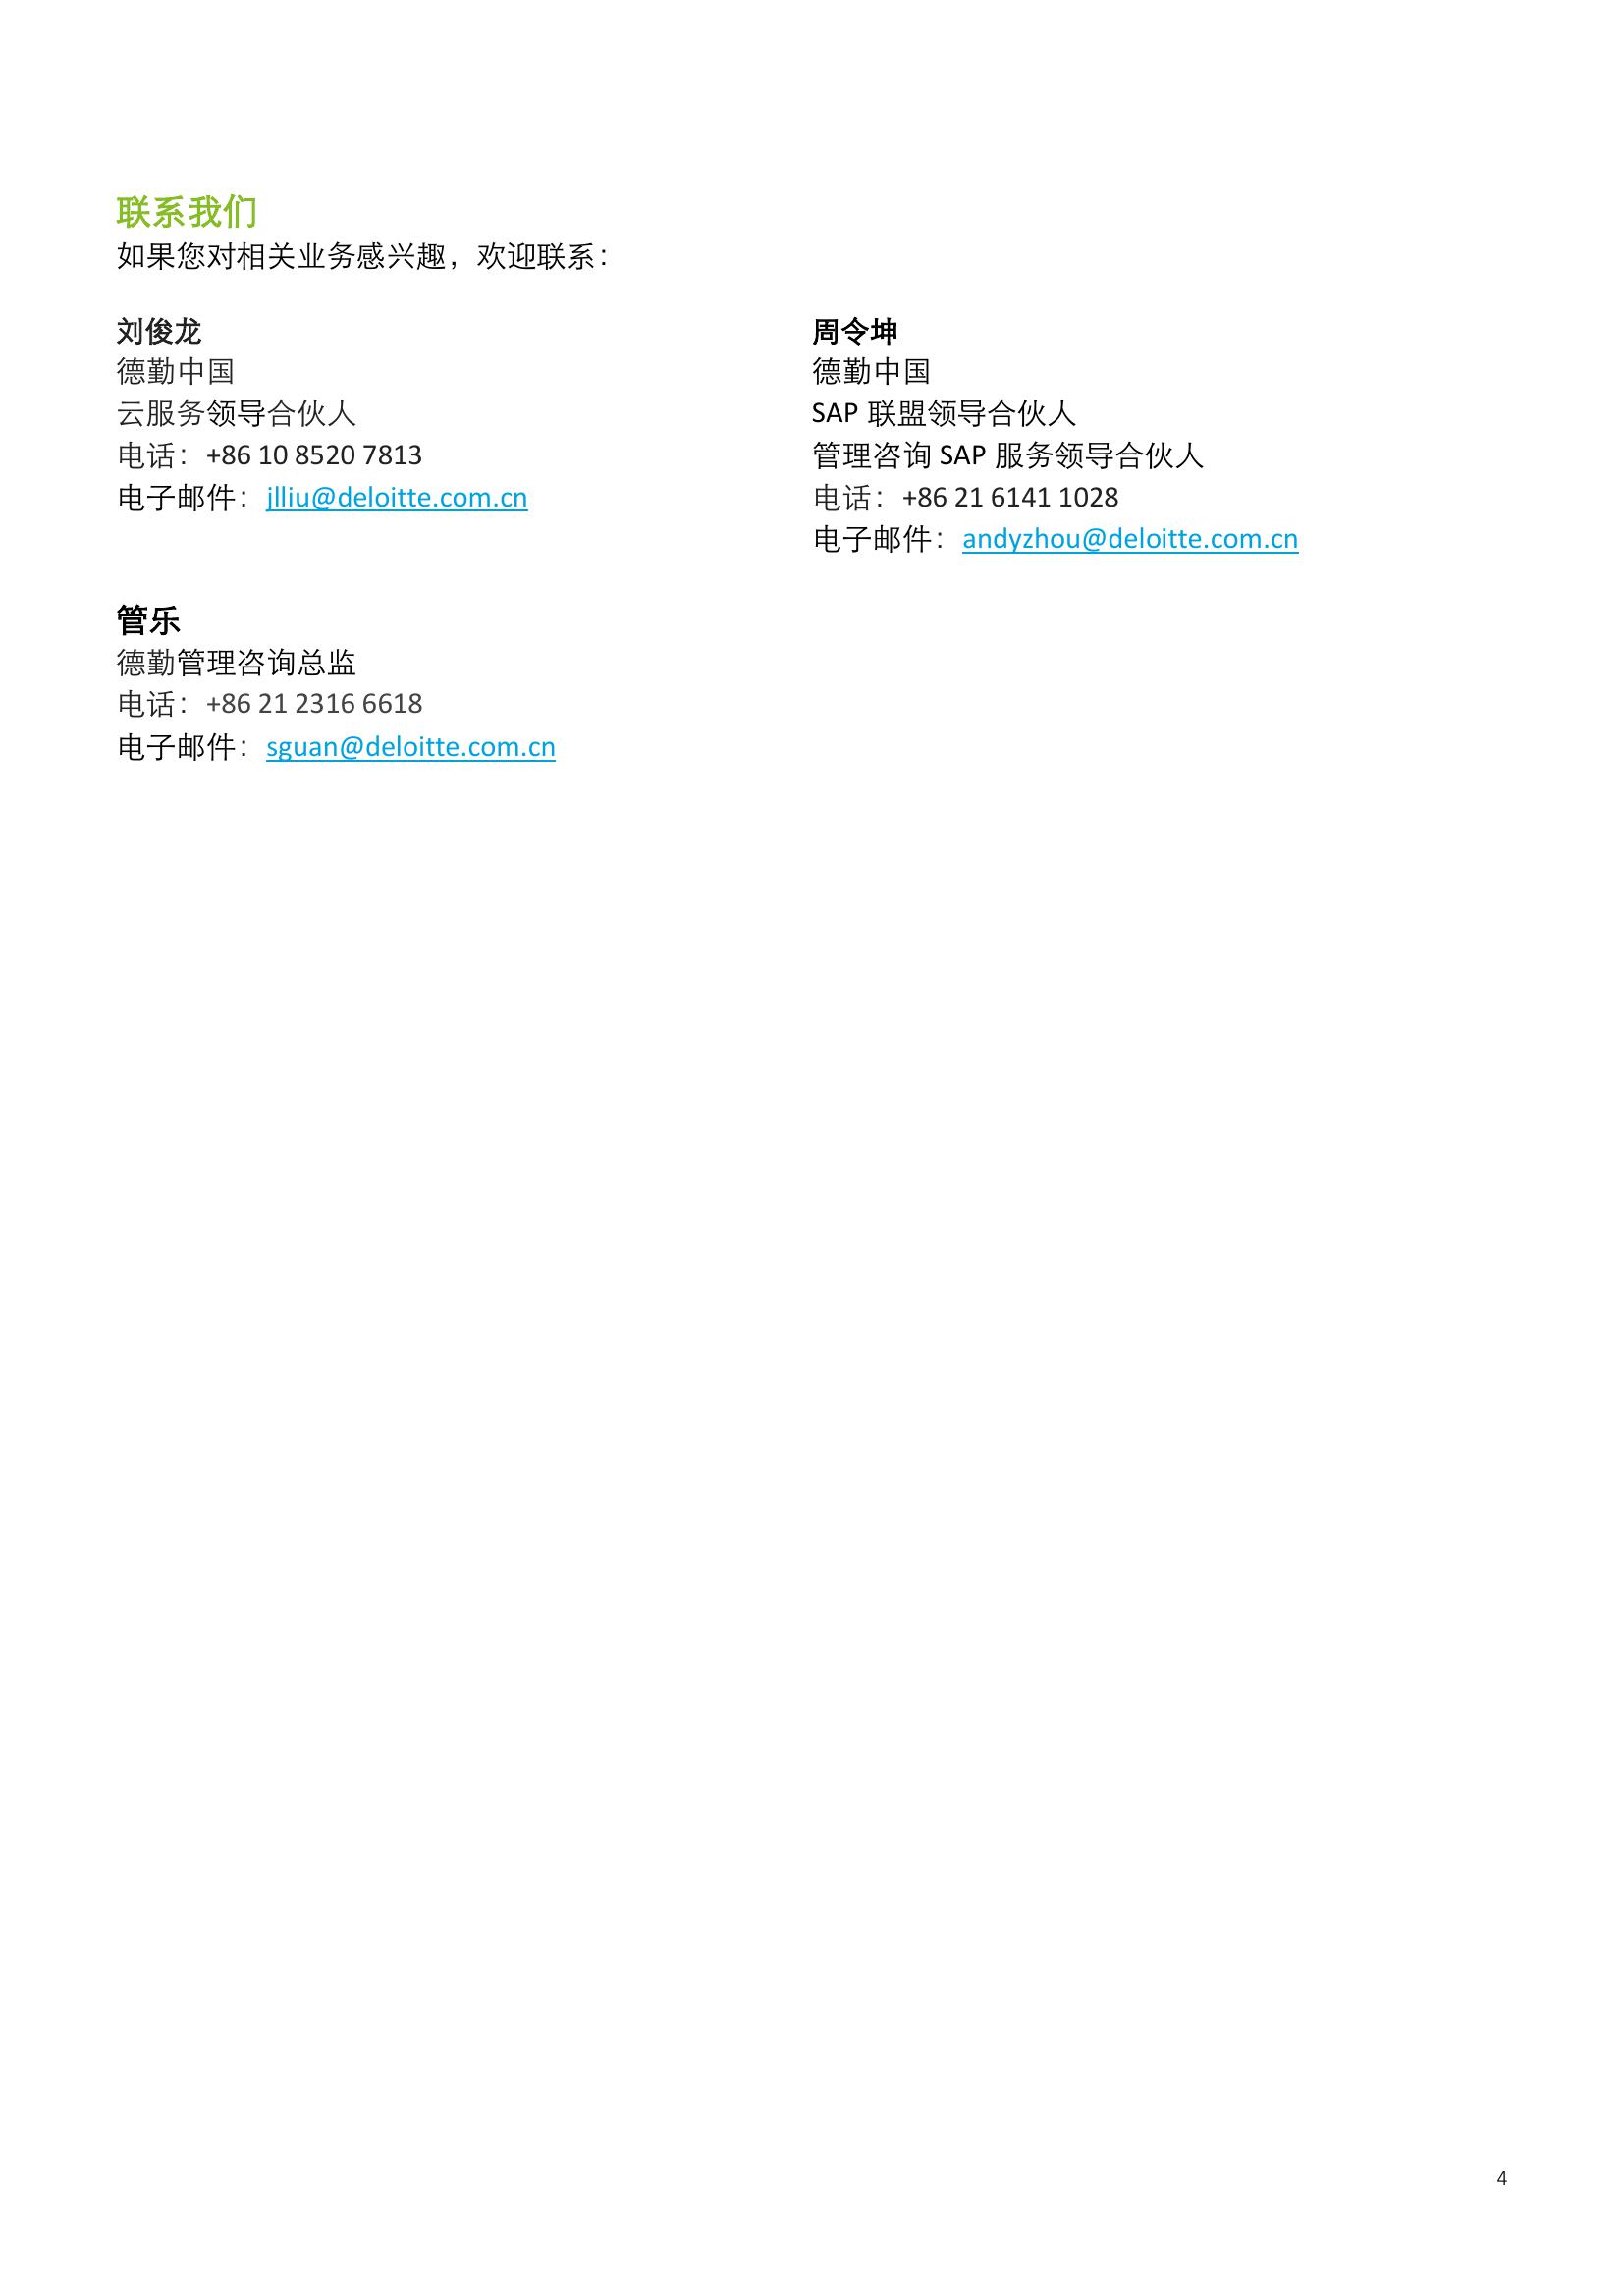 联系我们
如果您对相关业务感兴趣，欢迎联系：
刘俊龙
德勤中国
云服务领导合伙人
电话：+86 10 8520 7813
电子邮件：jlliu@deloitte.com.cn
周令坤
德勤中国
SAP 联盟领导合伙人
管理咨询 SAP 服务领导合伙人
电话：+86 21 6141 1028
电子邮件：andyzhou@deloitte.com.cn
管乐
德勤管理咨询总监
电话：+86 21 2316 6618
电子邮件：sguan@deloitte.com.cn
4